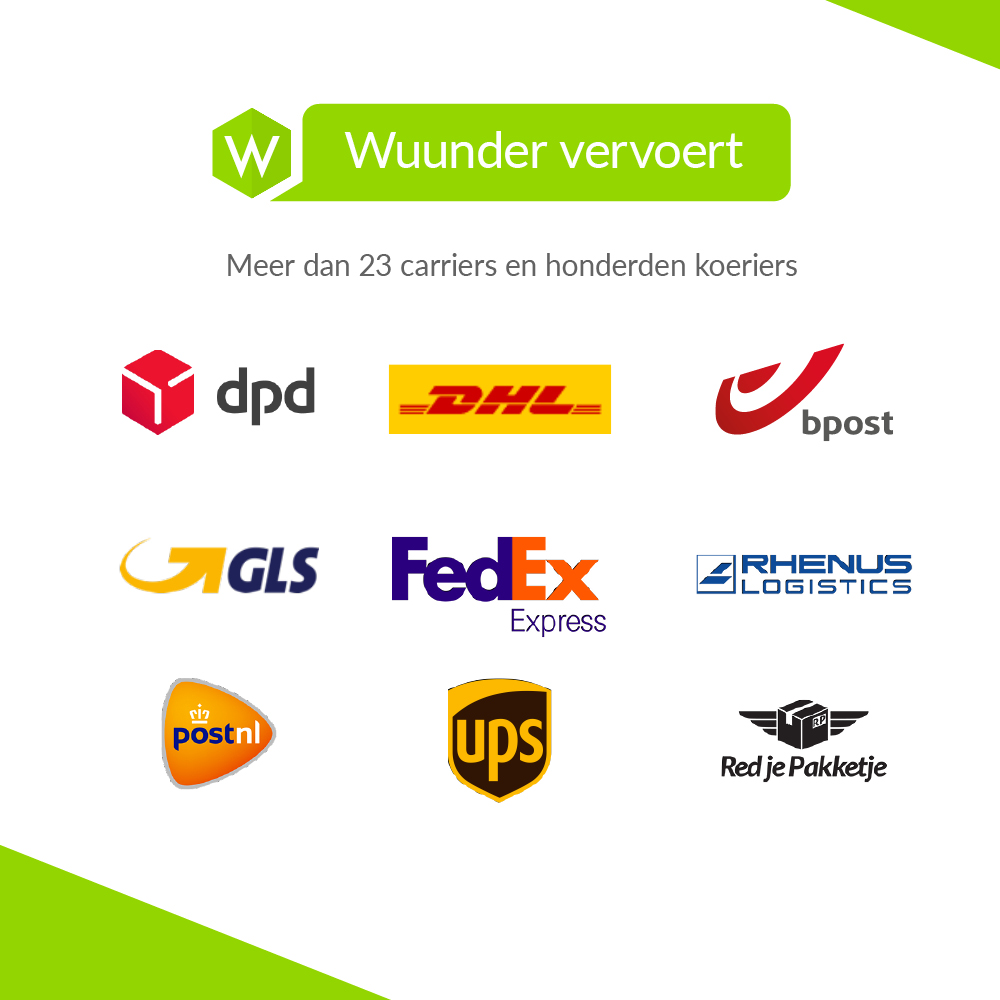 W
Wuunder vervoert
Meer dan 23 carriers en honderden koeriers
dpd
DHL
bpost
GLS
FedEx
Express
RHENUS
LOGISTICS
postnl
ups
RP
Red je Pakketje